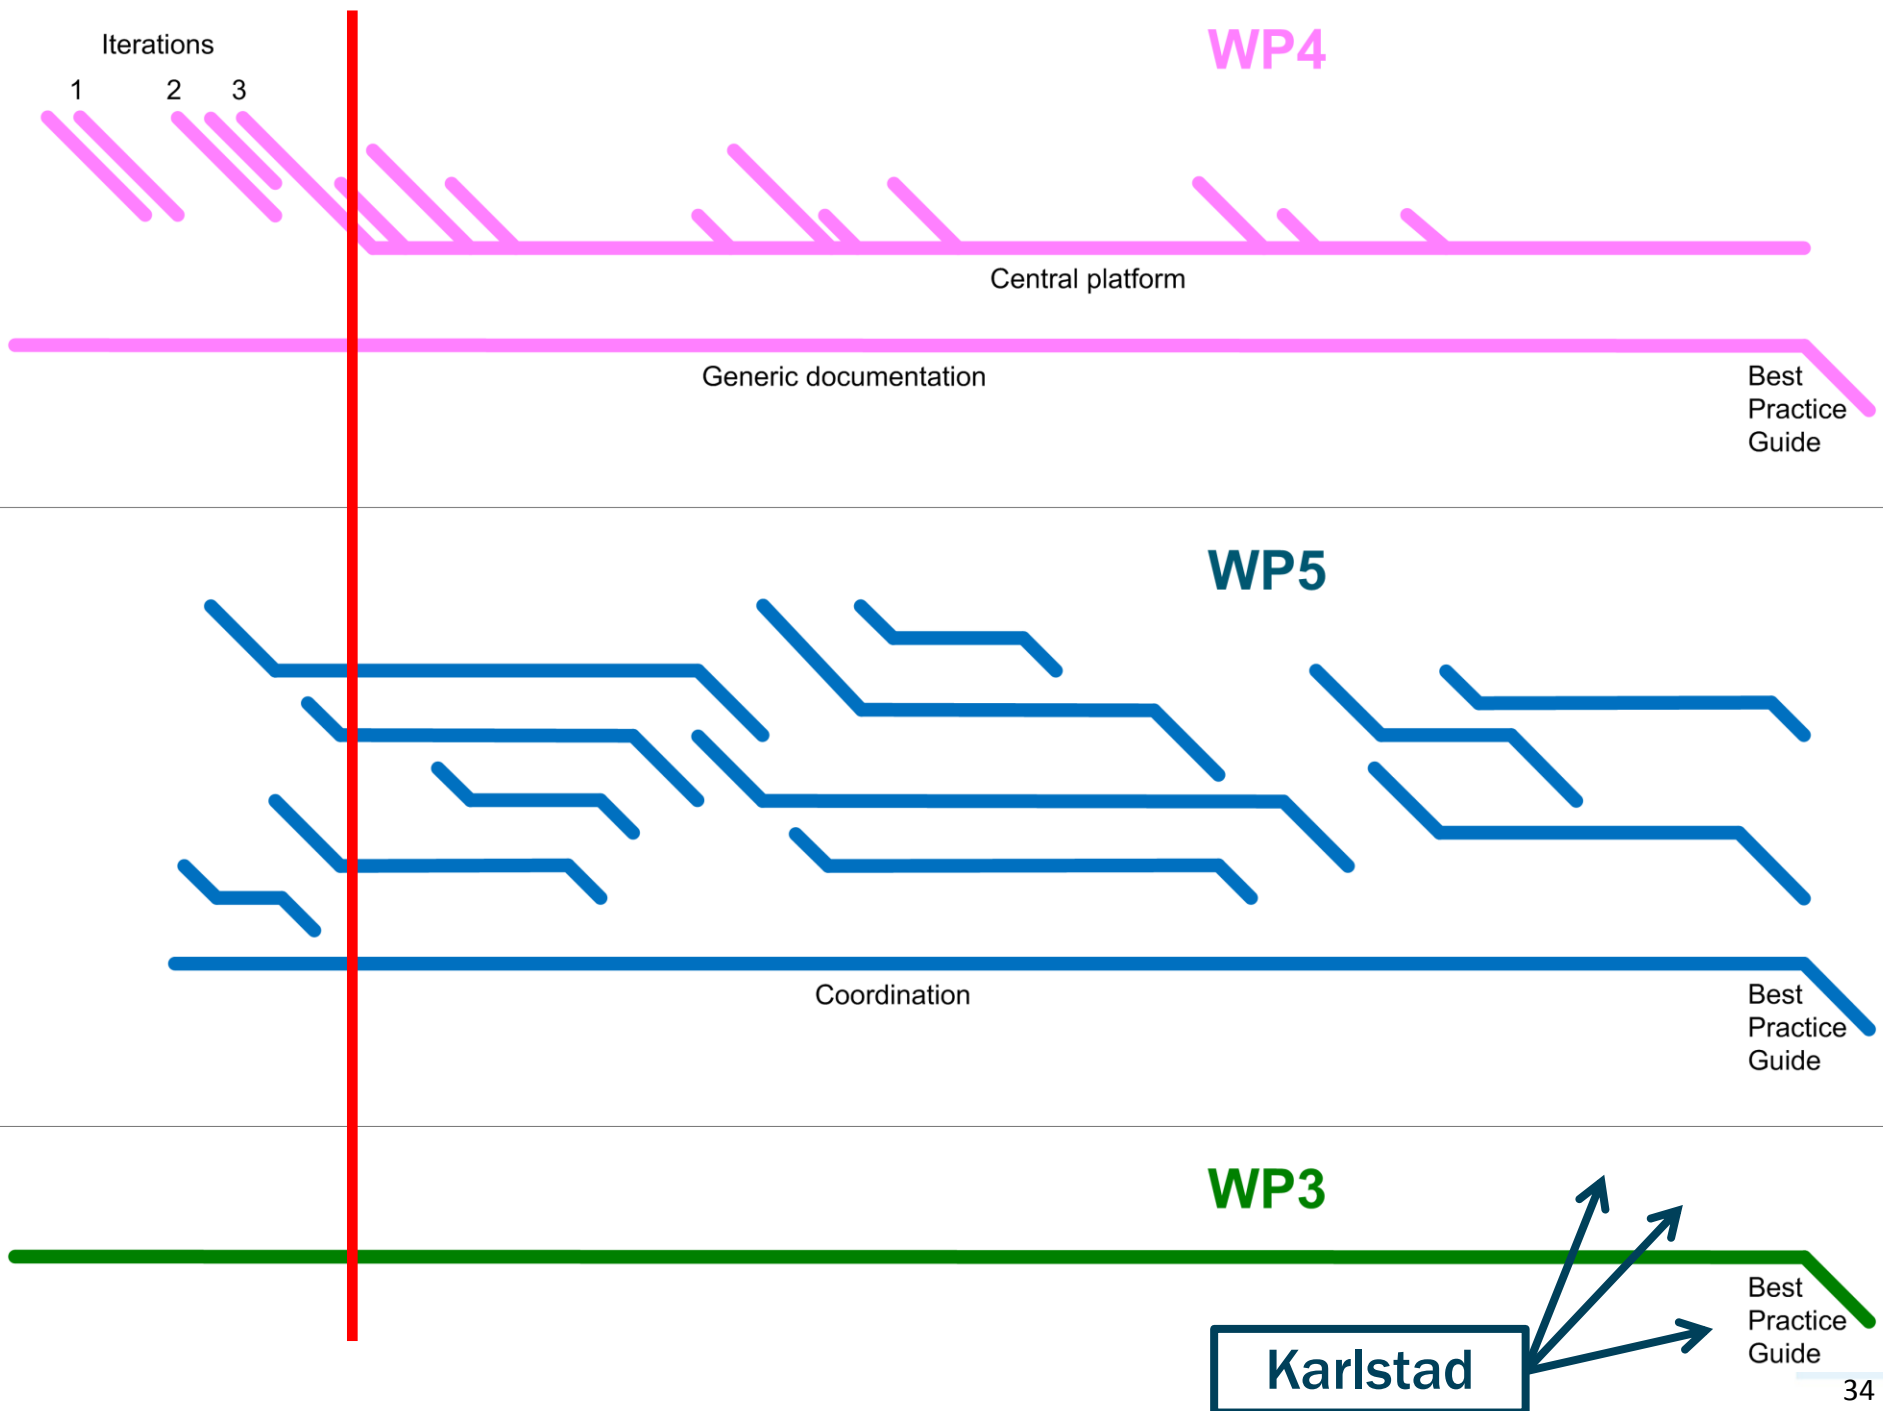 Iterations
1 2 3
WP4
Central platform
Generic documentation
Best
Practice
Guide
WP5
Coordination
Best
Practice
Guide
WP3
Best
Practice
Guide
Karlstad
34